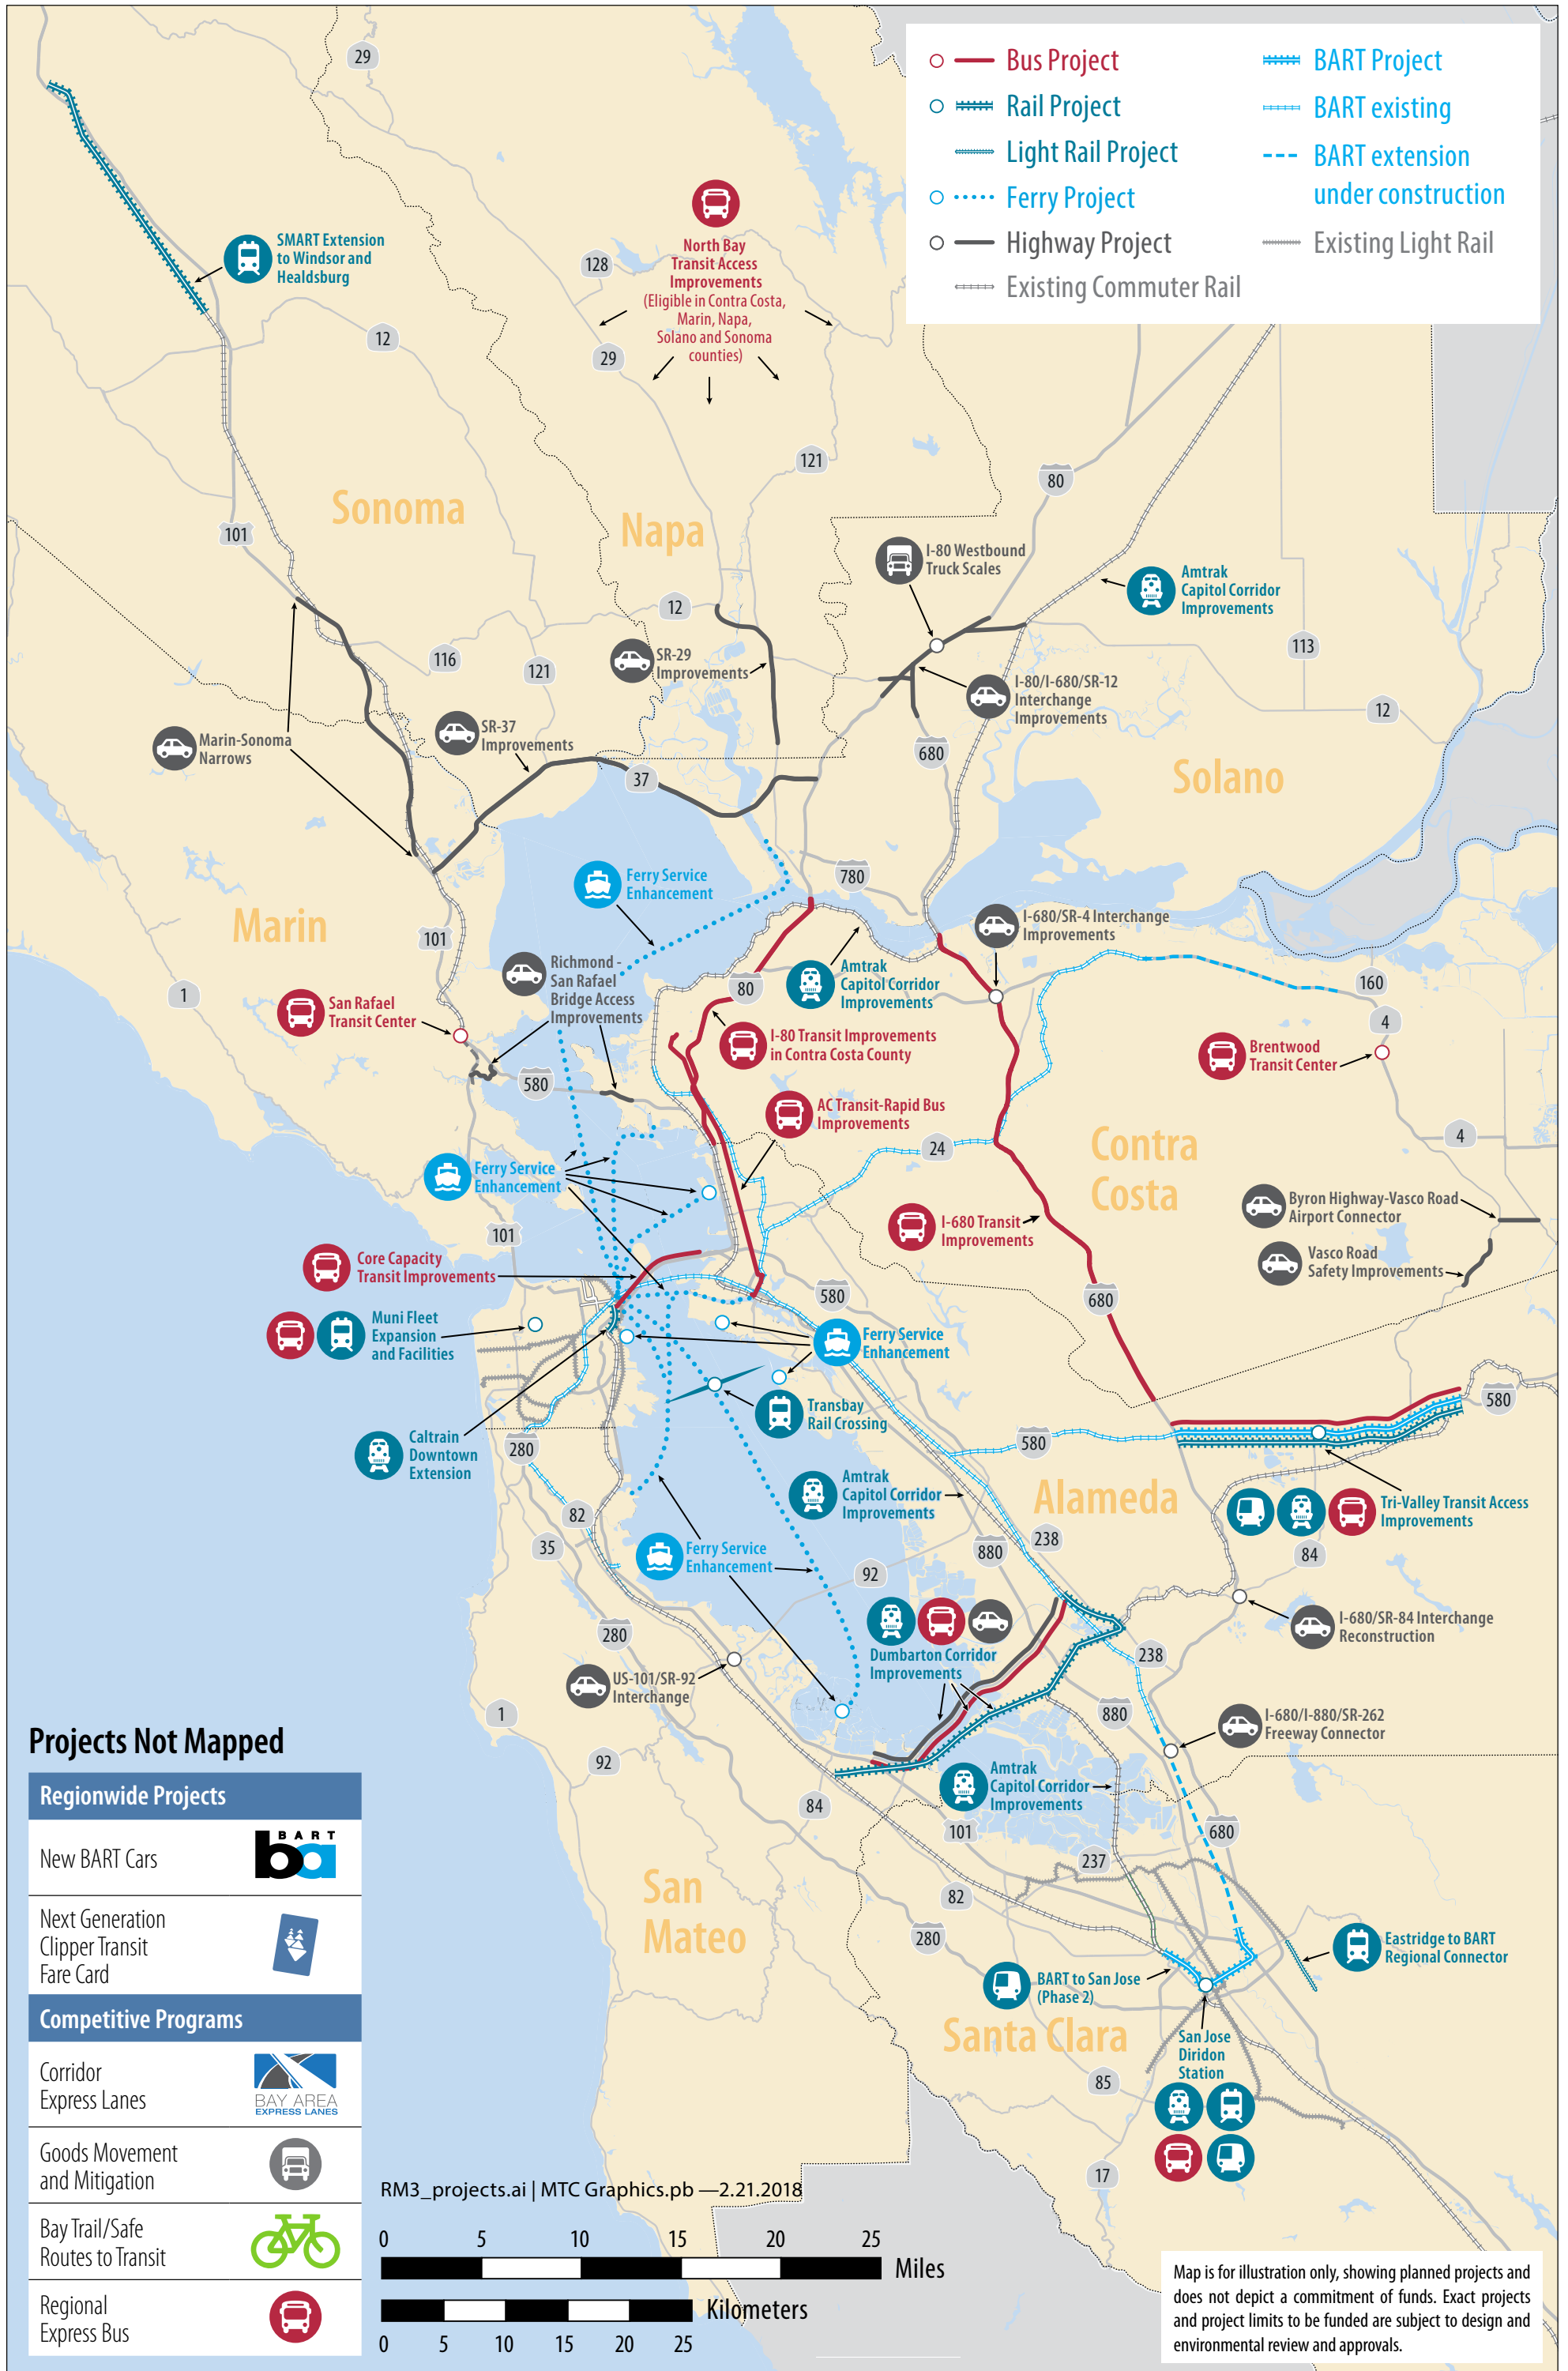 Bus Project
Rail Project
Light Rail Project
Ferry Project
Highway Project
Existing Commuter Rail
BART Project
BART existing
BART extension
under construction
Existing Light Rail
29
SMART Extension
to Windsor and
Healdsburg
North Bay
Transit Access
Improvements
(Eligible in Contra Costa,
Marin, Napa,
Solano and Sonoma
counties)
128
12
29
121
80
Sonoma
Napa
101
I-80 Westbound
Truck Scales
Amtrak
Capitol Corridor
Improvements
12
116
121
SR-29
Improvements
113
I-80/I-680/SR-12
Interchange
Improvements
12
Marin-Sonoma
Narrows
SR-37
Improvements
37
680
Solano
Ferry Service
Enhancement
780
Marin
101
I-680/SR-4 Interchange
Improvements
Richmond -
San Rafael
Bridge Access
Improvements
Amtrak
Capitol Corridor
Improvements
80
160
1
San Rafael
Transit Center
4
I-80 Transit Improvements
in Contra Costa County
Brentwood
Transit Center
580
AC Transit-Rapid Bus
Improvements
24
4
Contra
Costa
Ferry Service
Enhancement
Byron Highway-Vasco Road
Airport Connector
101
I-680 Transit
Improvements
Vasco Road
Safety Improvements
Core Capacity
Transit Improvements
580
680
Muni Fleet
Expansion
and Facilities
Ferry Service
Enhancement
Transbay
Rail Crossing
580
Caltrain
Downtown
Extension
280
580
Amtrak
Capitol Corridor
Improvements
Alameda
Tri-Valley Transit Access
Improvements
82
35
238
880
84
Ferry Service
Enhancement
92
280
Dumbarton Corridor
Improvements
I-680/SR-84 Interchange
Reconstruction
238
US-101/SR-92
Interchange
1
880
I-680/I-880/SR-262
Freeway Connector
92
Amtrak
Capitol Corridor
Improvements
84
101
680
237
San
Mateo
82
280
Eastridge to BART
Regional Connector
BART to San Jose
(Phase 2)
Santa Clara
San Jose
Diridon
Station
85
17
Projects Not Mapped
Regionwide Projects
New BART Cars
BART
ba
Next Generation
Clipper Transit
Fare Card
Competitive Programs
Corridor
Express Lanes
BAY AREA
EXPRESS LANES
Goods Movement
and Mitigation
Bay Trail/Safe
Routes to Transit
Regional
Express Bus
RM3_projects.ai | MTC Graphics.pb —2.21.2018
0 5 10 15 20 25
Miles
Kilometers
0 5 10 15 20 25
Map is for illustration only, showing planned projects and
does not depict a commitment of funds. Exact projects
and project limits to be funded are subject to design and
environmental review and approvals.